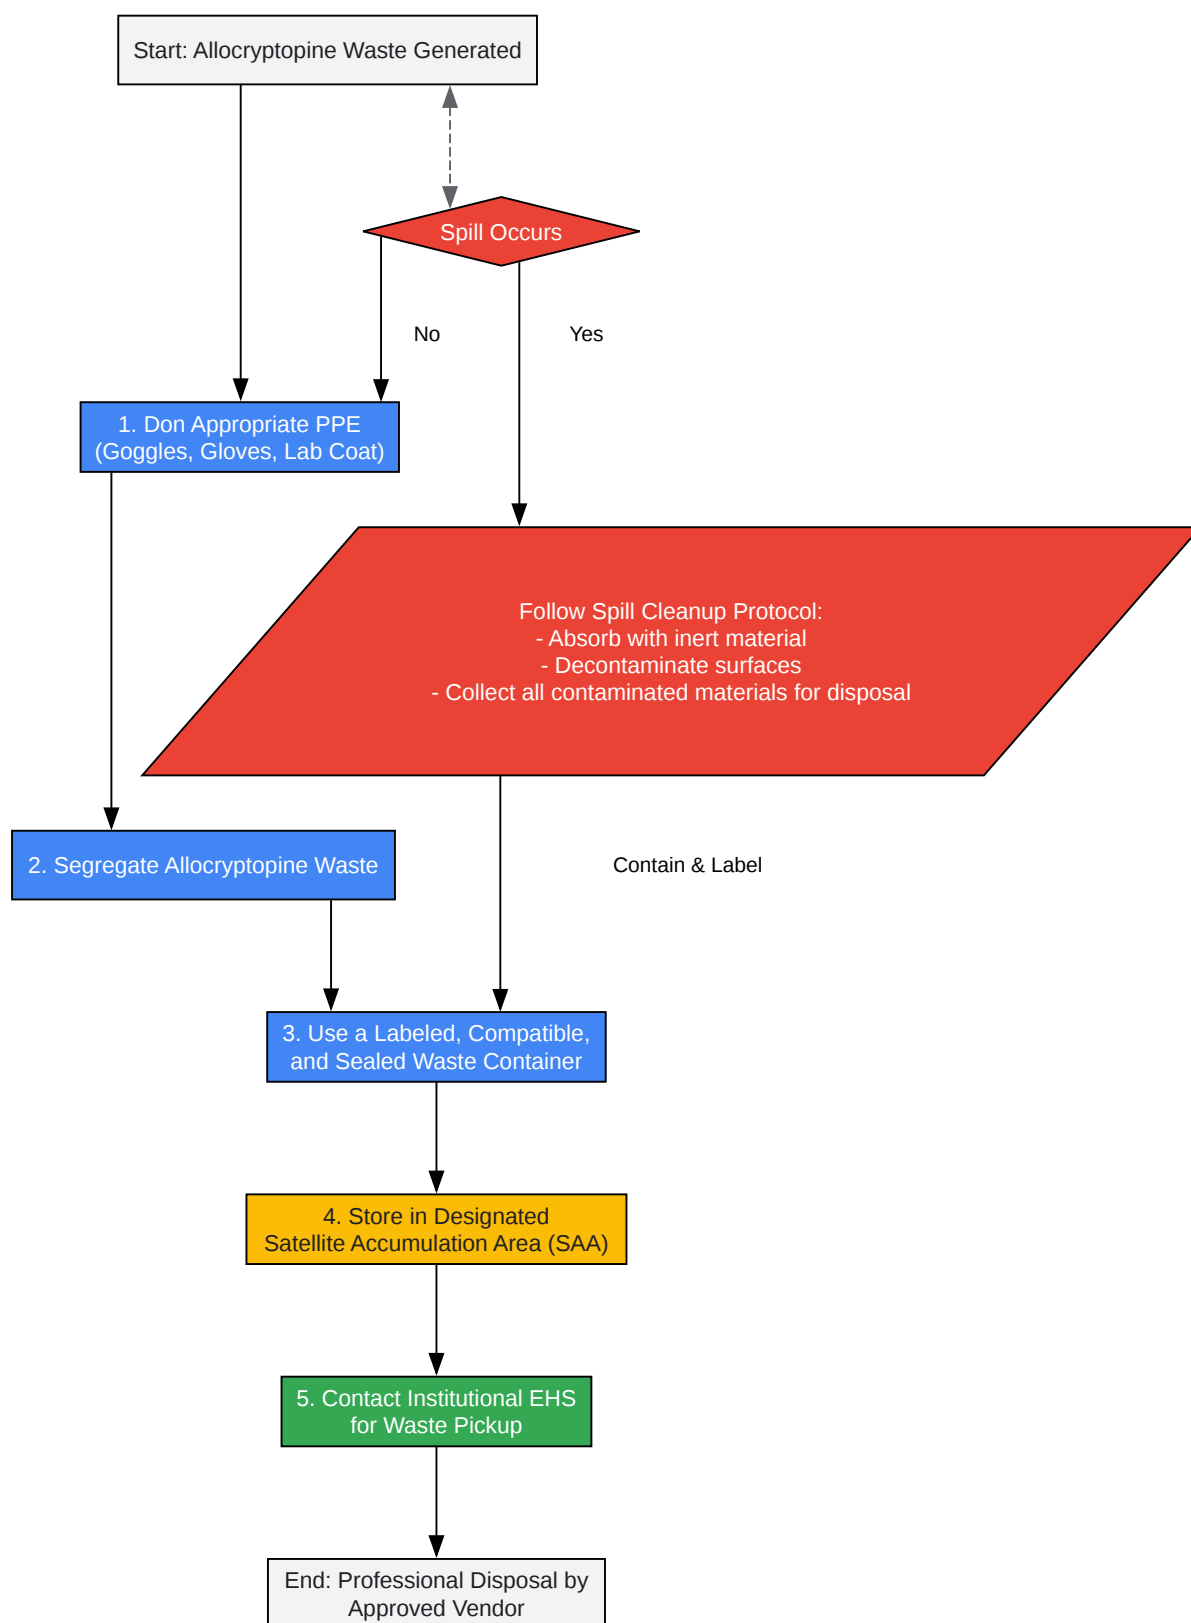 Start: Allocryptopine Waste Generated
Spill Occurs
No
Yes
1. Don Appropriate PPE
(Goggles, Gloves, Lab Coat)
Follow Spill Cleanup Protocol:
- Absorb with inert material
- Decontaminate surfaces
- Collect all contaminated materials for disposal
2. Segregate Allocryptopine Waste
Contain & Label
3. Use a Labeled, Compatible,
and Sealed Waste Container
4. Store in Designated
Satellite Accumulation Area (SAA)
5. Contact Institutional EHS
for Waste Pickup
End: Professional Disposal by
Approved Vendor